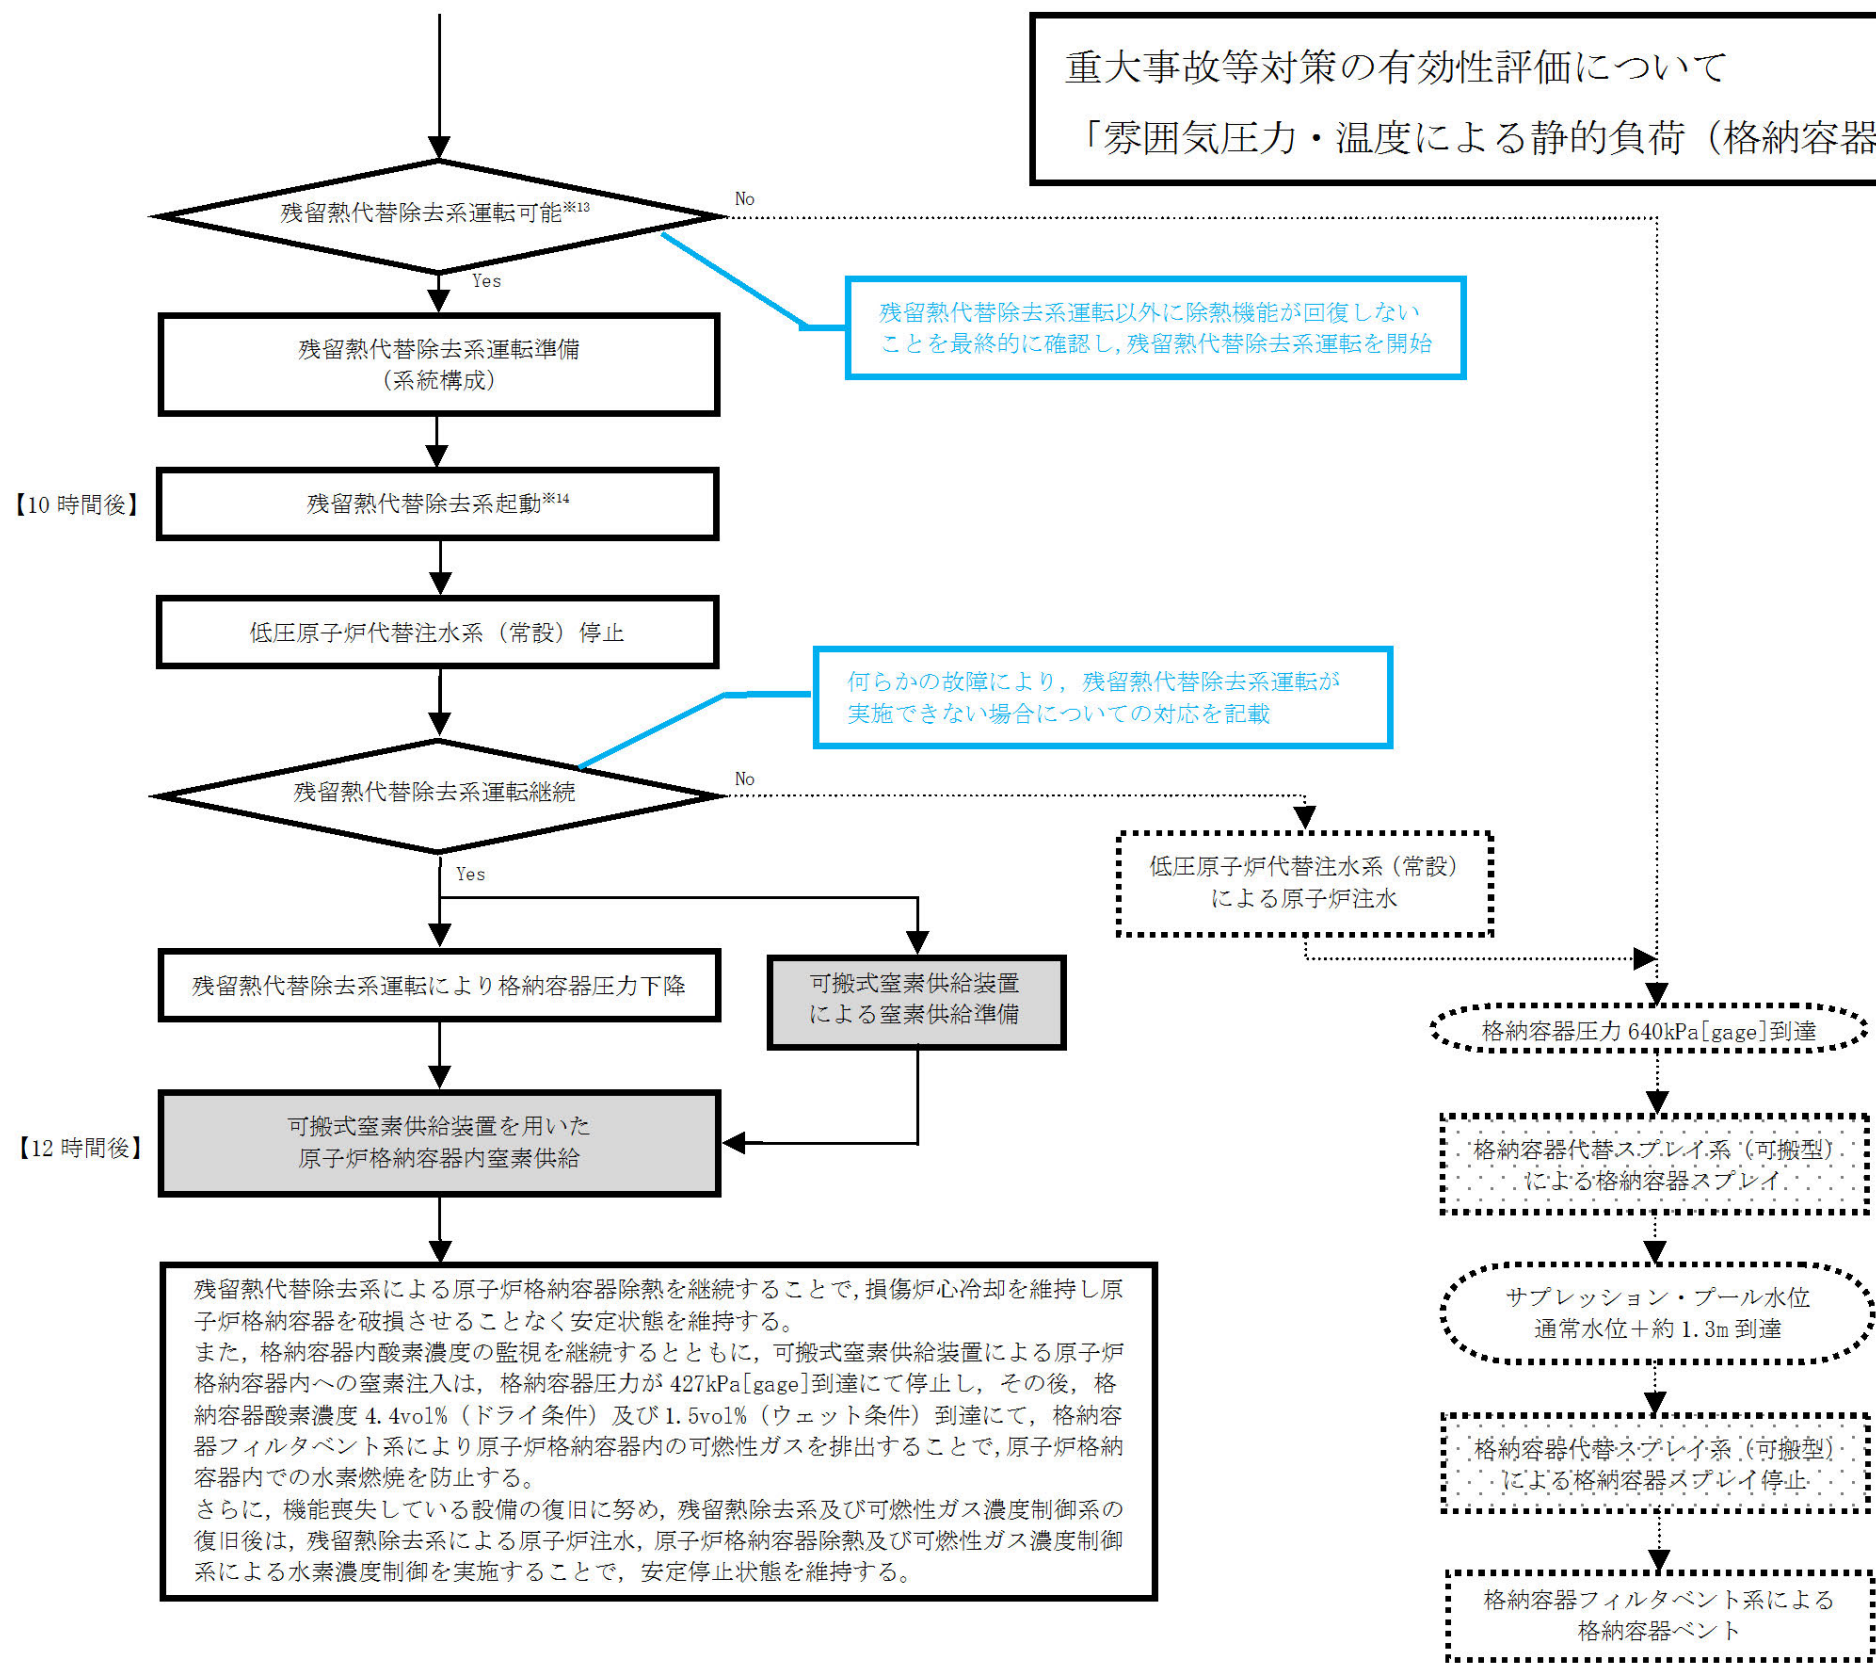 重大事故等対策の有効性評価について
「雰囲気圧力・温度による静的負荷（格納容器
残留熱代替除去系運転可能※13
No
Yes
残留熱代替除去系運転以外に除熱機能が回復しない
ことを最終的に確認し,残留熱代替除去系運転を開始
残留熱代替除去系運転準備
（系統構成）
【10 時間後】
残留熱代替除去系起動※14
低圧原子炉代替注水系（常設）停止
何らかの故障により，残留熱代替除去系運転が
実施できない場合についての対応を記載
残留熱代替除去系運転継続
No
Yes
低圧原子炉代替注水系（常設）
による原子炉注水
残留熱代替除去系運転により格納容器圧力下降
可搬式窒素供給装置
による窒素供給準備
格納容器圧力 640kPa[gage]到達
【12 時間後】
可搬式窒素供給装置を用いた
原子炉格納容器内窒素供給
格納容器代替スプレイ系（可搬型）
による格納容器スプレイ
残留熱代替除去系による原子炉格納容器除熱を継続することで,損傷炉心冷却を維持し原
子炉格納容器を破損させることなく安定状態を維持する。
また，格納容器内酸素濃度の監視を継続するとともに，可搬式窒素供給装置による原子炉
格納容器内への窒素注入は，格納容器圧力が 427kPa[gage]到達にて停止し，その後，格
納容器酸素濃度 4.4vol%（ドライ条件）及び 1.5vol%（ウェット条件）到達にて，格納容
器フィルタベント系により原子炉格納容器内の可燃性ガスを排出することで,原子炉格納
容器内での水素燃焼を防止する。
さらに，機能喪失している設備の復旧に努め，残留熱除去系及び可燃性ガス濃度制御系の
復旧後は，残留熱除去系による原子炉注水，原子炉格納容器除熱及び可燃性ガス濃度制御
系による水素濃度制御を実施することで，安定停止状態を維持する。
サプレッション・プール水位
通常水位＋約 1.3m 到達
格納容器代替スプレイ系（可搬型）
による格納容器スプレイ停止
格納容器フィルタベント系による
格納容器ベント